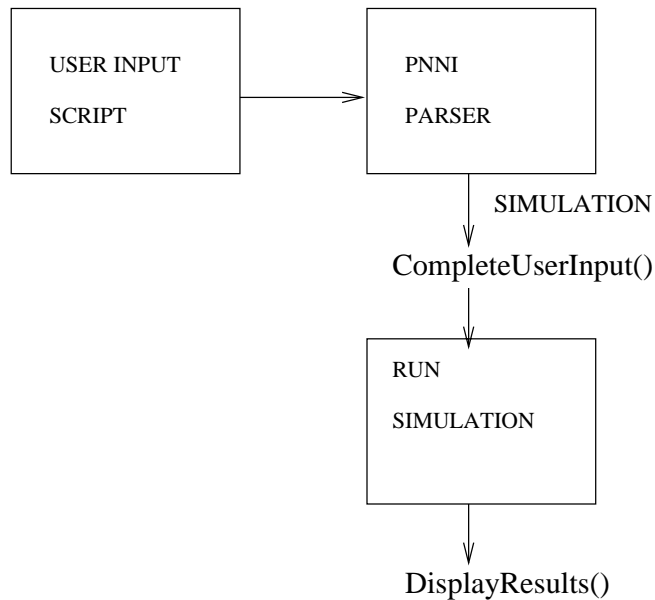 USER INPUT
SCRIPT
PNNI
PARSER
SIMULATION
CompleteUserInput()
RUN
SIMULATION
DisplayResults()